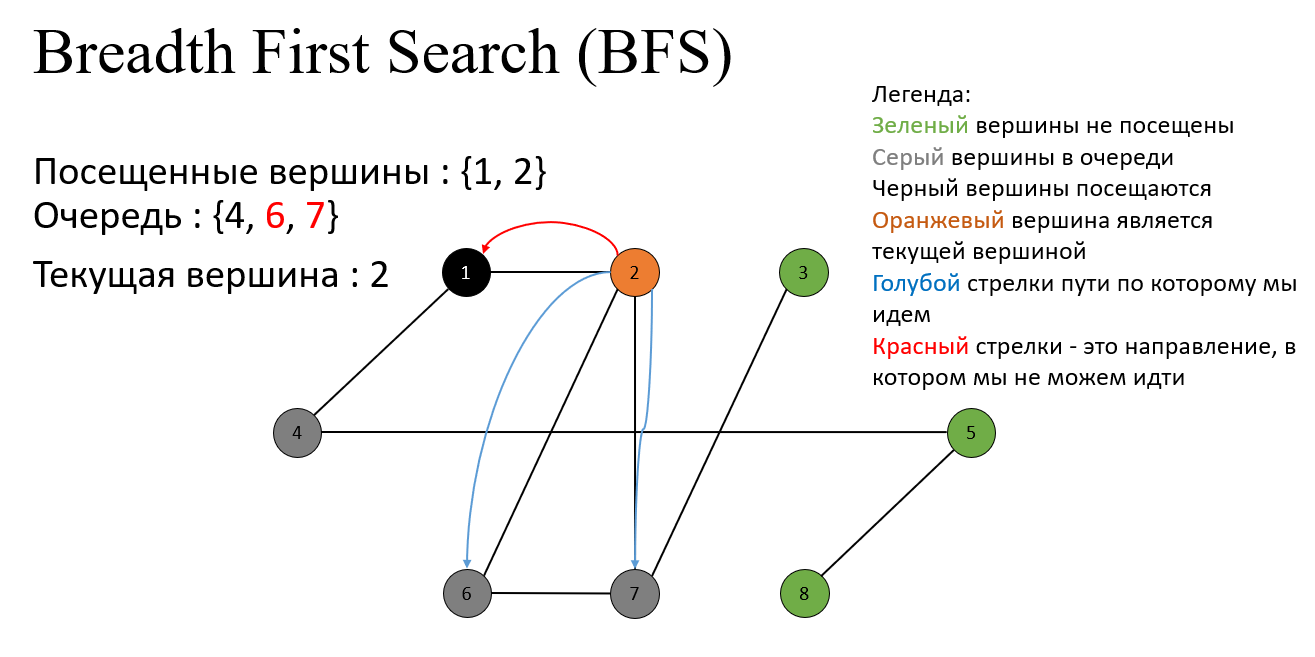 Breadth First Search (BFS)
Легенда:
Зеленый вершины не посещены
Серый вершины в очереди
Черный вершины посещаются
Оранжевый вершина является
текущей вершиной
Голубой стрелки пути по которому мы
идем
Красный стрелки - это направление, в
котором мы не можем идти
Посещенные вершины : {1, 2}
Очередь : {4, 6, 7}
Текущая вершина : 2
1
2
3
4
5
6
7
8